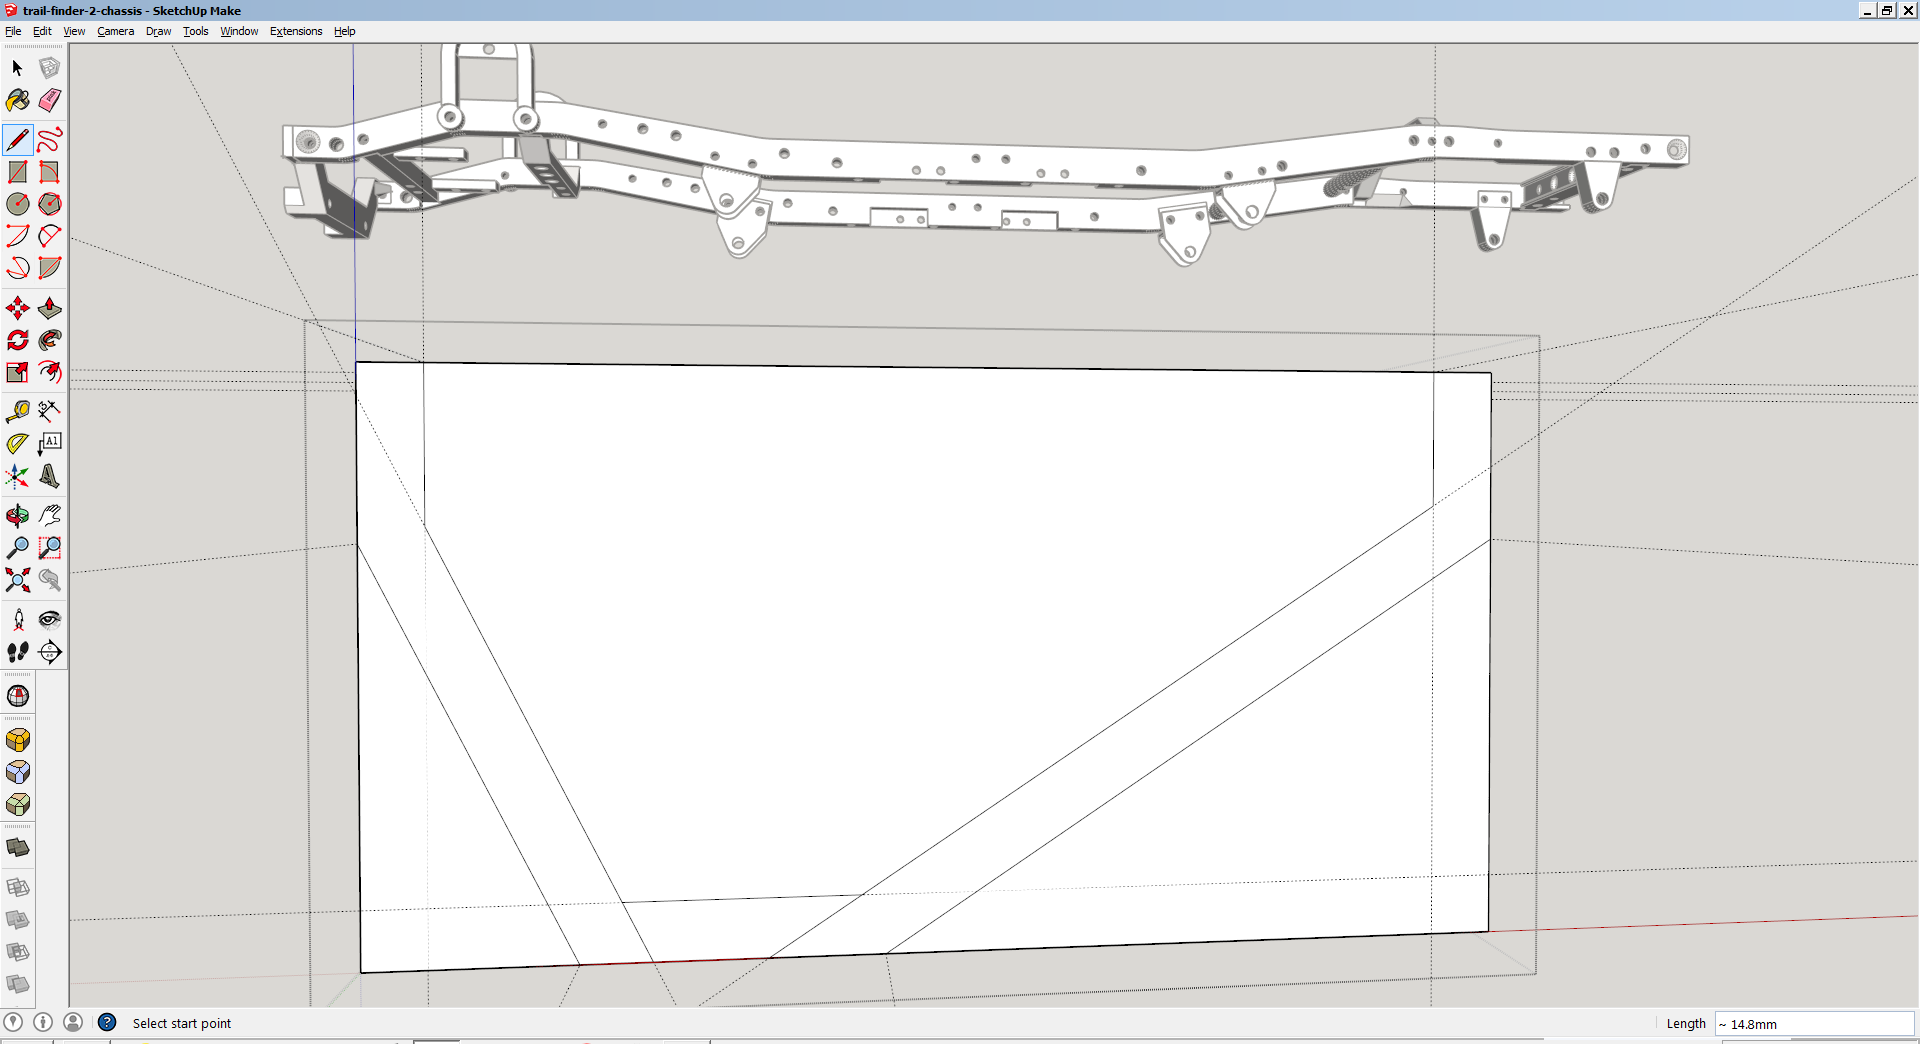 trail-finder-2-chassis - SketchUp Make
File Edit View Camera Draw Tools Window Extensions Help
A1
Select start point
Length ~ 14.8mm